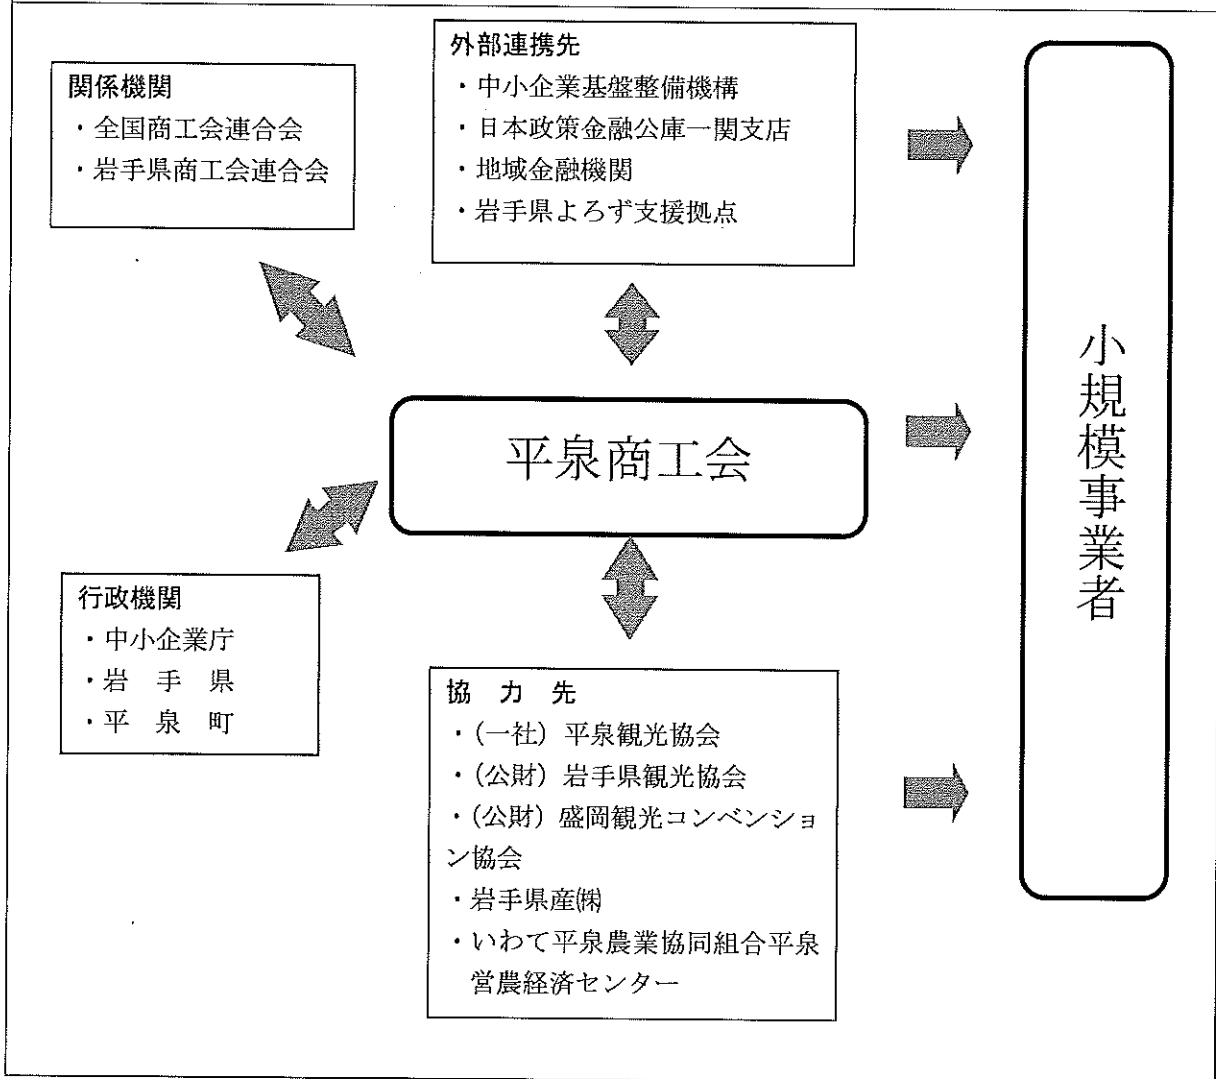 関係機関
・全国商工会連合会
・岩手県商工会連合会
外部連携先
・中小企業基盤整備機構
・日本政策金融公庫一関支店
・地域金融機関
・岩手県よろず支援拠点
平泉商工会
行政機関
・中小企業庁
・岩　手　県
・平　泉　町
協　力　先
・（一社）平泉観光協会
・（公財）岩手県観光協会
・（公財）盛岡観光コンベンショ
ン協会
・岩手県産㈱
・いわて平泉農業協同組合平泉
営農経済センター
小規模事業者